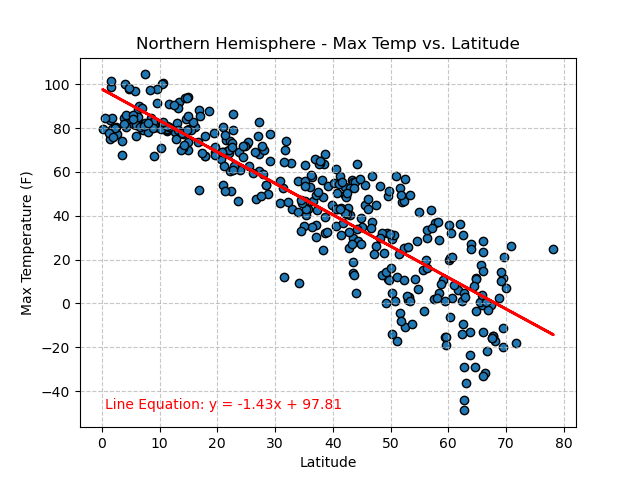 Northern Hemisphere - Max Temp vs. Latitude
Max Temperature (F)
100
80
60
40
20
0
−20
−40
Line Equation: y = -1.43x + 97.81
0 10 20 30 40 50 60 70 80
Latitude